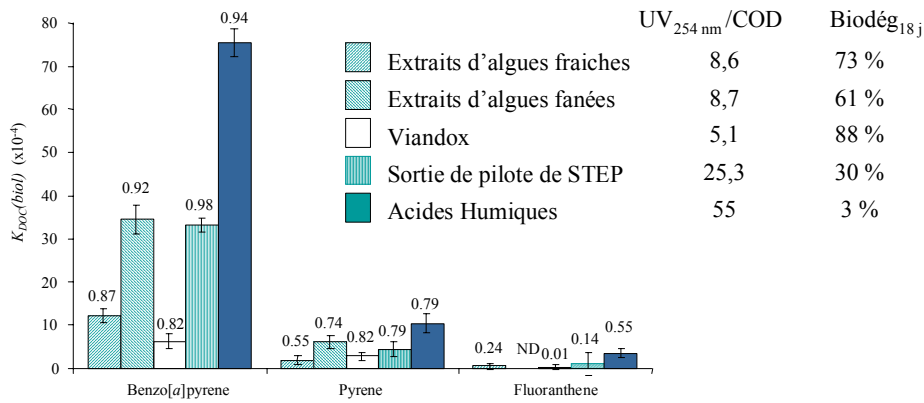 UV254 nm/COD Biodég18 j
Extraits d'algues fraiches 8,6 73 %
Extraits d'algues fanées 8,7 61 %
Viandox 5,1 88 %
Sortie de pilote de STEP 25,3 30 %
Acides Humiques 55 3 %
KDOC(biol) (x10-4)
80
70
60
50
40
30
20
10
0
0.87 0.92 0.82 0.98 0.94
0.55 0.74 0.82 0.79 0.79
0.24 ND 0.01 0.14 0.55
Benzo[a]pyrene Pyrene Fluoranthene